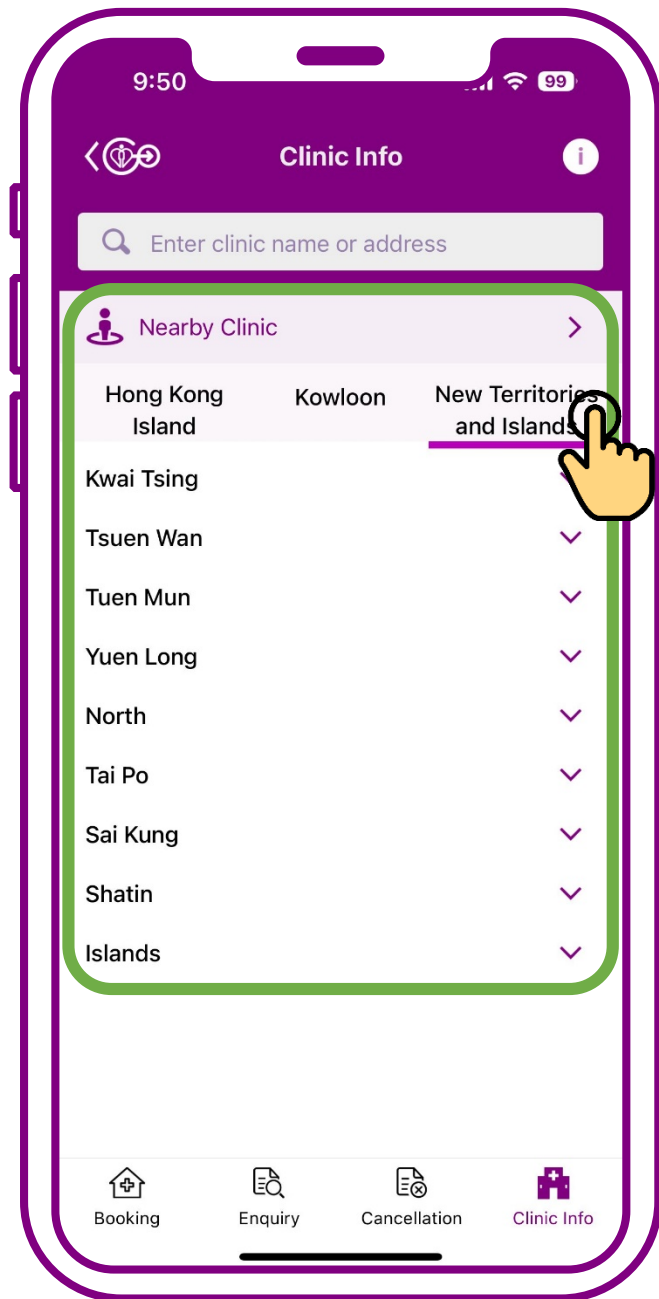 9:50
99
Clinic Info
i
Enter clinic name or address
Nearby Clinic
Hong Kong
Island
Kowloon
New Territories
and Islands
Kwai Tsing
Tsuen Wan
Tuen Mun
Yuen Long
North
Tai Po
Sai Kung
Shatin
Islands
Booking
Enquiry
Cancellation
Clinic Info